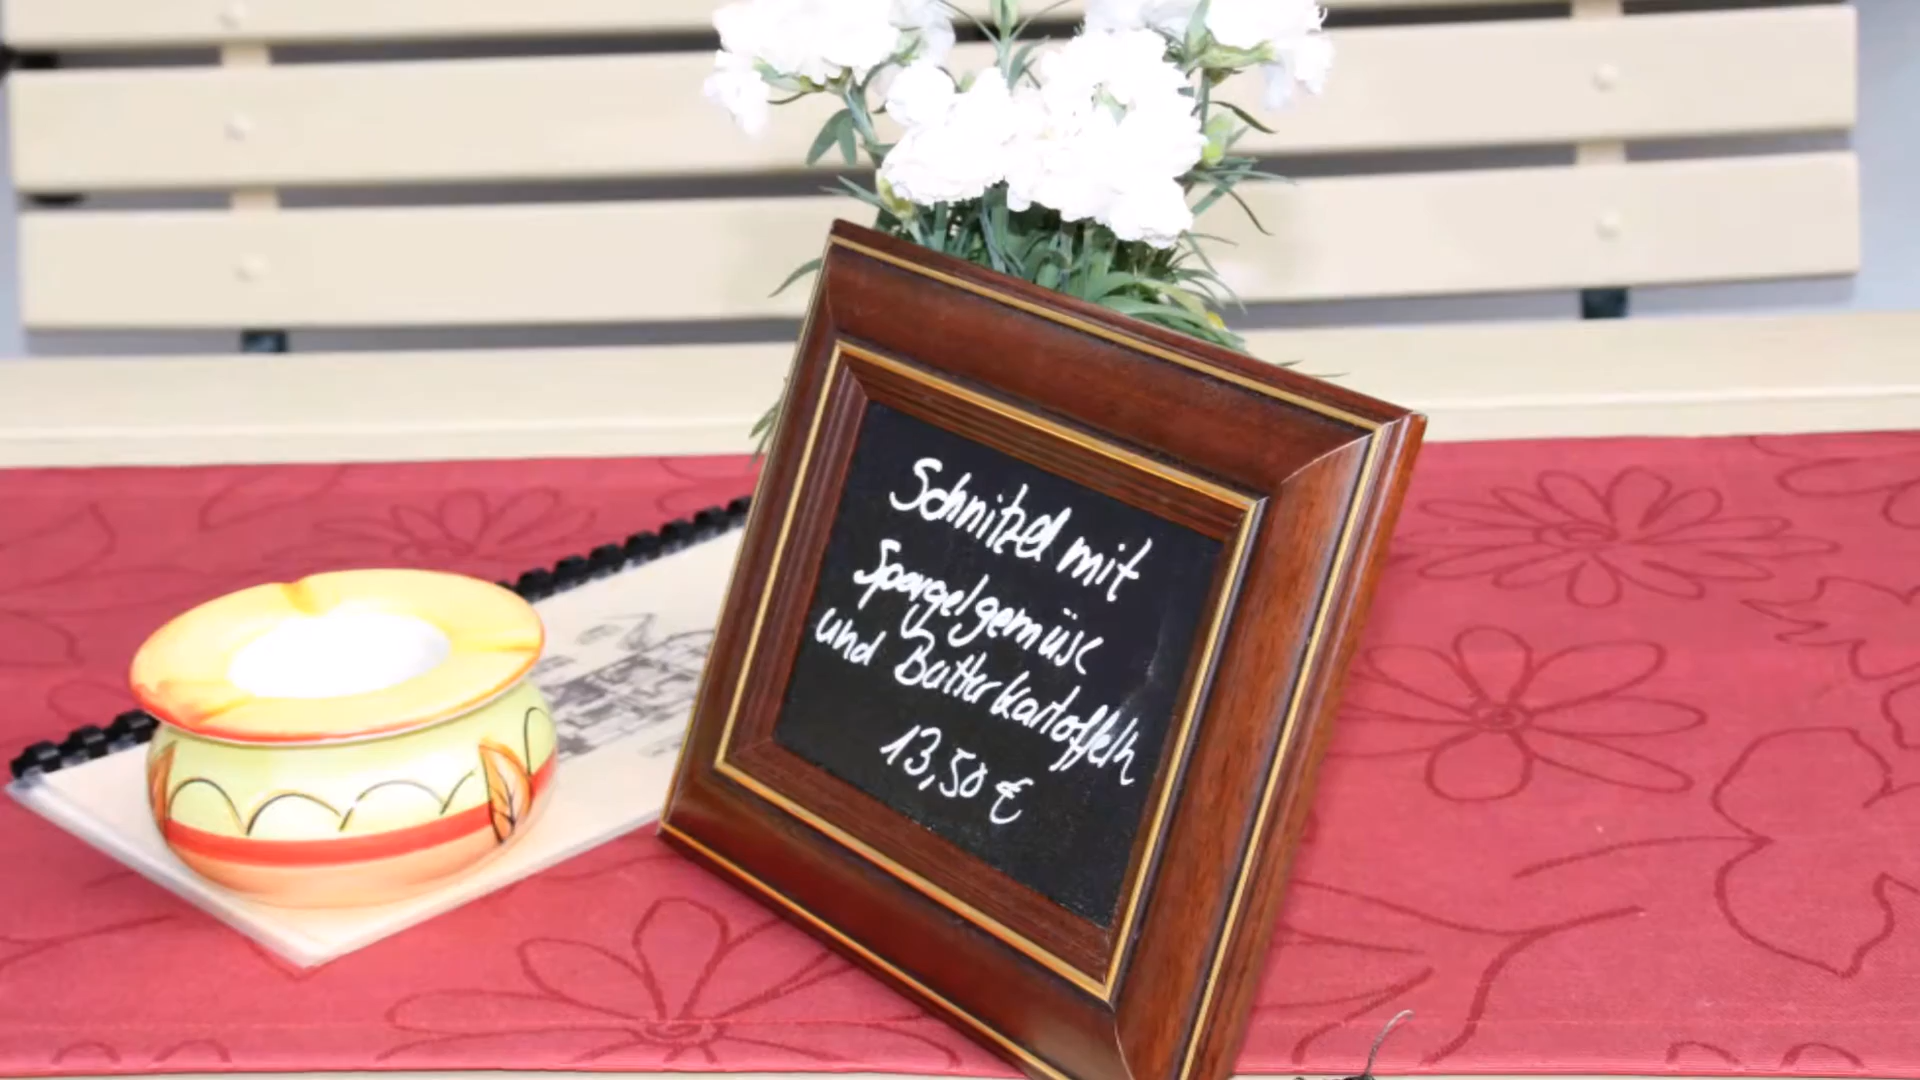 Schnitzel mit
Spargelgemüse
und Butterkartoffeln
13,50 €